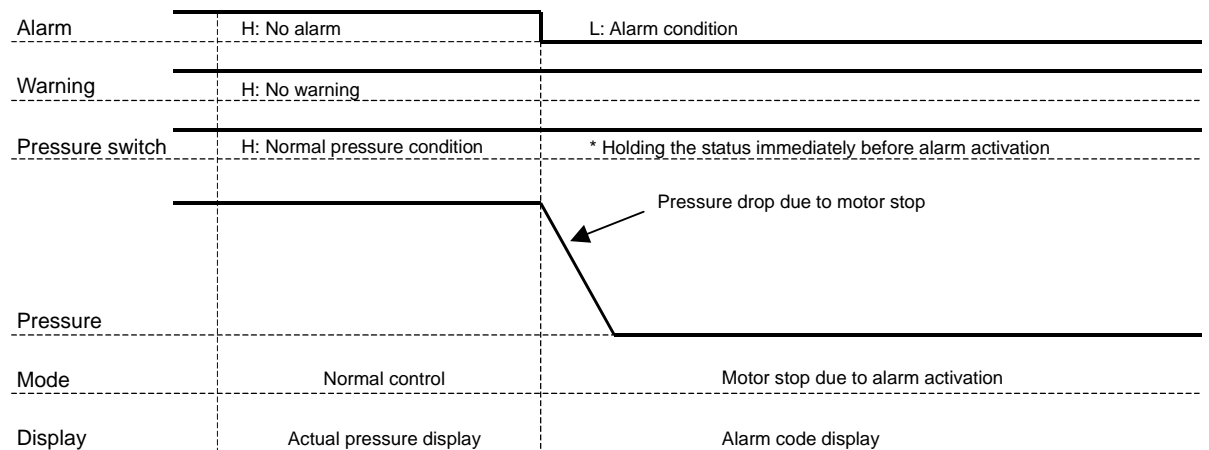 Alarm H: No alarm L: Alarm condition
Warning H: No warning
Pressure switch H: Normal pressure condition * Holding the status immediately before alarm activation
Pressure drop due to motor stop
Pressure
Mode Normal control Motor stop due to alarm activation
Display Actual pressure display Alarm code display